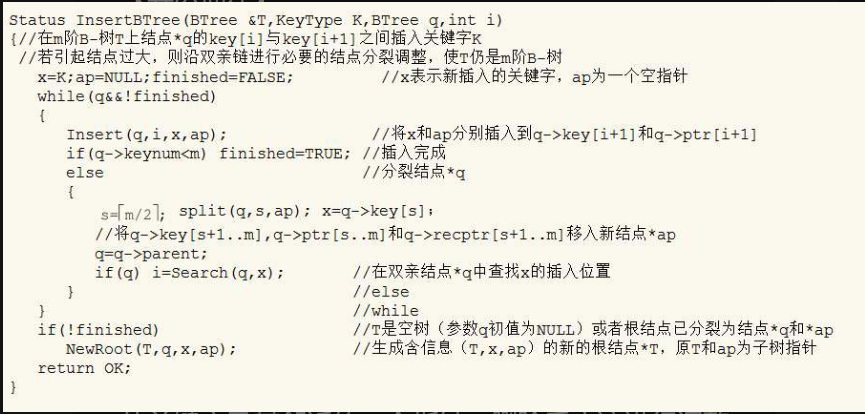 Status InsertBTree(BTree &T,KeyType K,BTree q,int i)
{//在m阶B-树T上结点*q的key[i]与key[i+1]之间插入关键字K
//若引起结点过大，则沿双亲链进行必要的结点分裂调整，使T仍是m阶B-树
x=K;ap=NULL;finished=FALSE; //x表示新插入的关键字，ap为一个空指针
while(q&&!finished)
{
Insert(q,i,x,ap); //将x和ap分别插入到q->key[i+1]和q->ptr[i+1]
if(q->keynum<m) finished=TRUE; //插入完成
else //分裂结点*q
{
s=⌈m/2⌉; split(q,s,ap); x=q->key[s];
//将q->key[s+1..m],q->ptr[s..m]和q->recptr[s+1..m]移入新结点*ap
q=q->parent;
if(q) i=Search(q,x); //在双亲结点*q中查找x的插入位置
} //else
} //while
if(!finished) //T是空树（参数q初值为NULL）或者根结点已分裂为结点*q和*ap
NewRoot(T,q,x,ap); //生成含信息（T,x,ap）的新的根结点*T，原T和ap为子树指针
return OK;
}